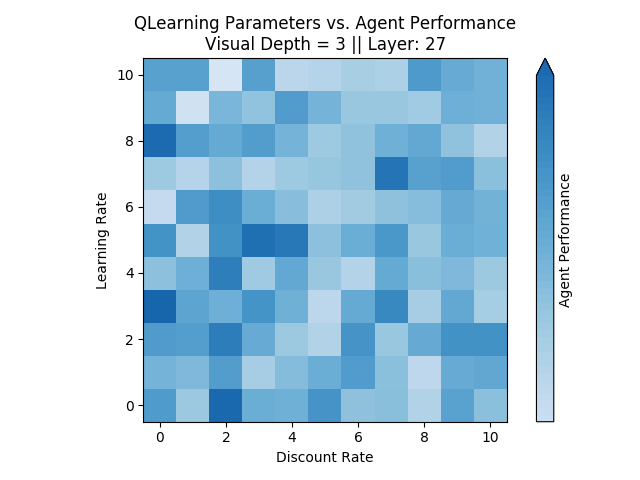 QLearning Parameters vs. Agent Performance
Visual Depth = 3 || Layer: 27
10
8
6
4
2
0
Learning Rate
0 2 4 6 8 10
Discount Rate
Agent Performance